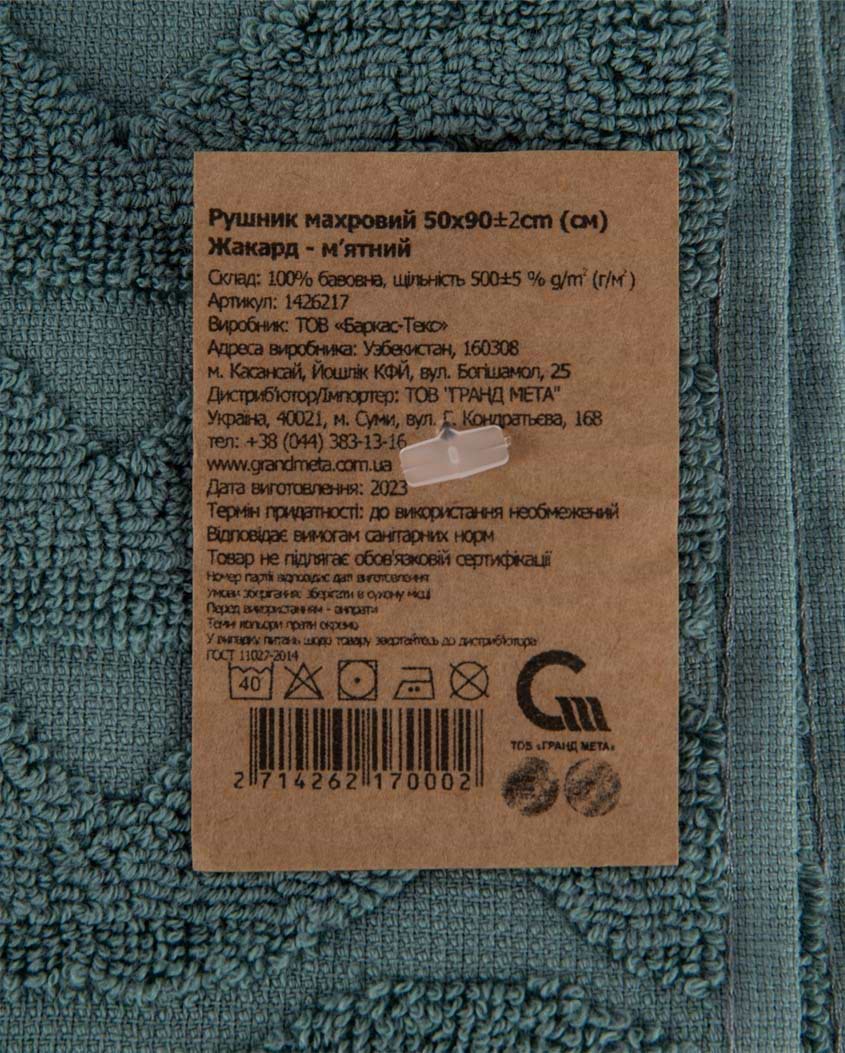 Рушник махровий 50х90±2cm (см)
Жакард - м'ятний
Склад: 100% бавовна, щільність 500±5 % g/m² (г/м²)
Артикул: 1426217
Виробник: ТОВ «Баркас-Текс»
Адреса виробника: Узбекистан, 160308
м. Касансай, Йошлік КФЙ, вул. Богішамол, 25
Дистриб'ютор/Імпортер: ТОВ "ГРАНД МЕТА"
Україна, 40021, м. Суми, вул. Г. Кондратьєва, 168
тел: +38 (044) 383-13-16
www.grandmeta.com.ua
Дата виготовлення: 2023
Термін придатності: до використання необмежений
Відповідає вимогам санітарних норм
Товар не підлягає обов'язковій сертифікації
Номер партії відповідає даті виготовлення
Умови зберігання: зберігати в сухому місці
Перед використанням - випрати
Темні кольори прати окремо
У випадку питань щодо товару звертайтесь до дистриб'ютора
ГОСТ 11027-2014
40
Gm
ТОВ «ГРАНД МЕТА»
2 714262 170002